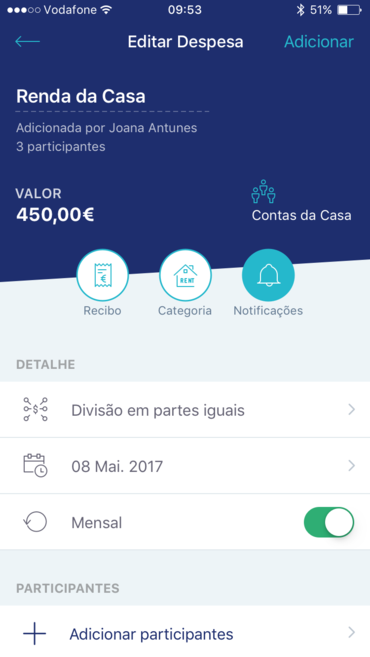 Vodafone 09:53 51%
Editar Despesa Adicionar
Renda da Casa
Adicionada por Joana Antunes
3 participantes
VALOR
450,00€
Contas da Casa
€
RENT
Recibo Categoria Notificações
DETALHE
$
Divisão em partes iguais
08 Mai. 2017
Mensal
PARTICIPANTES
Adicionar participantes